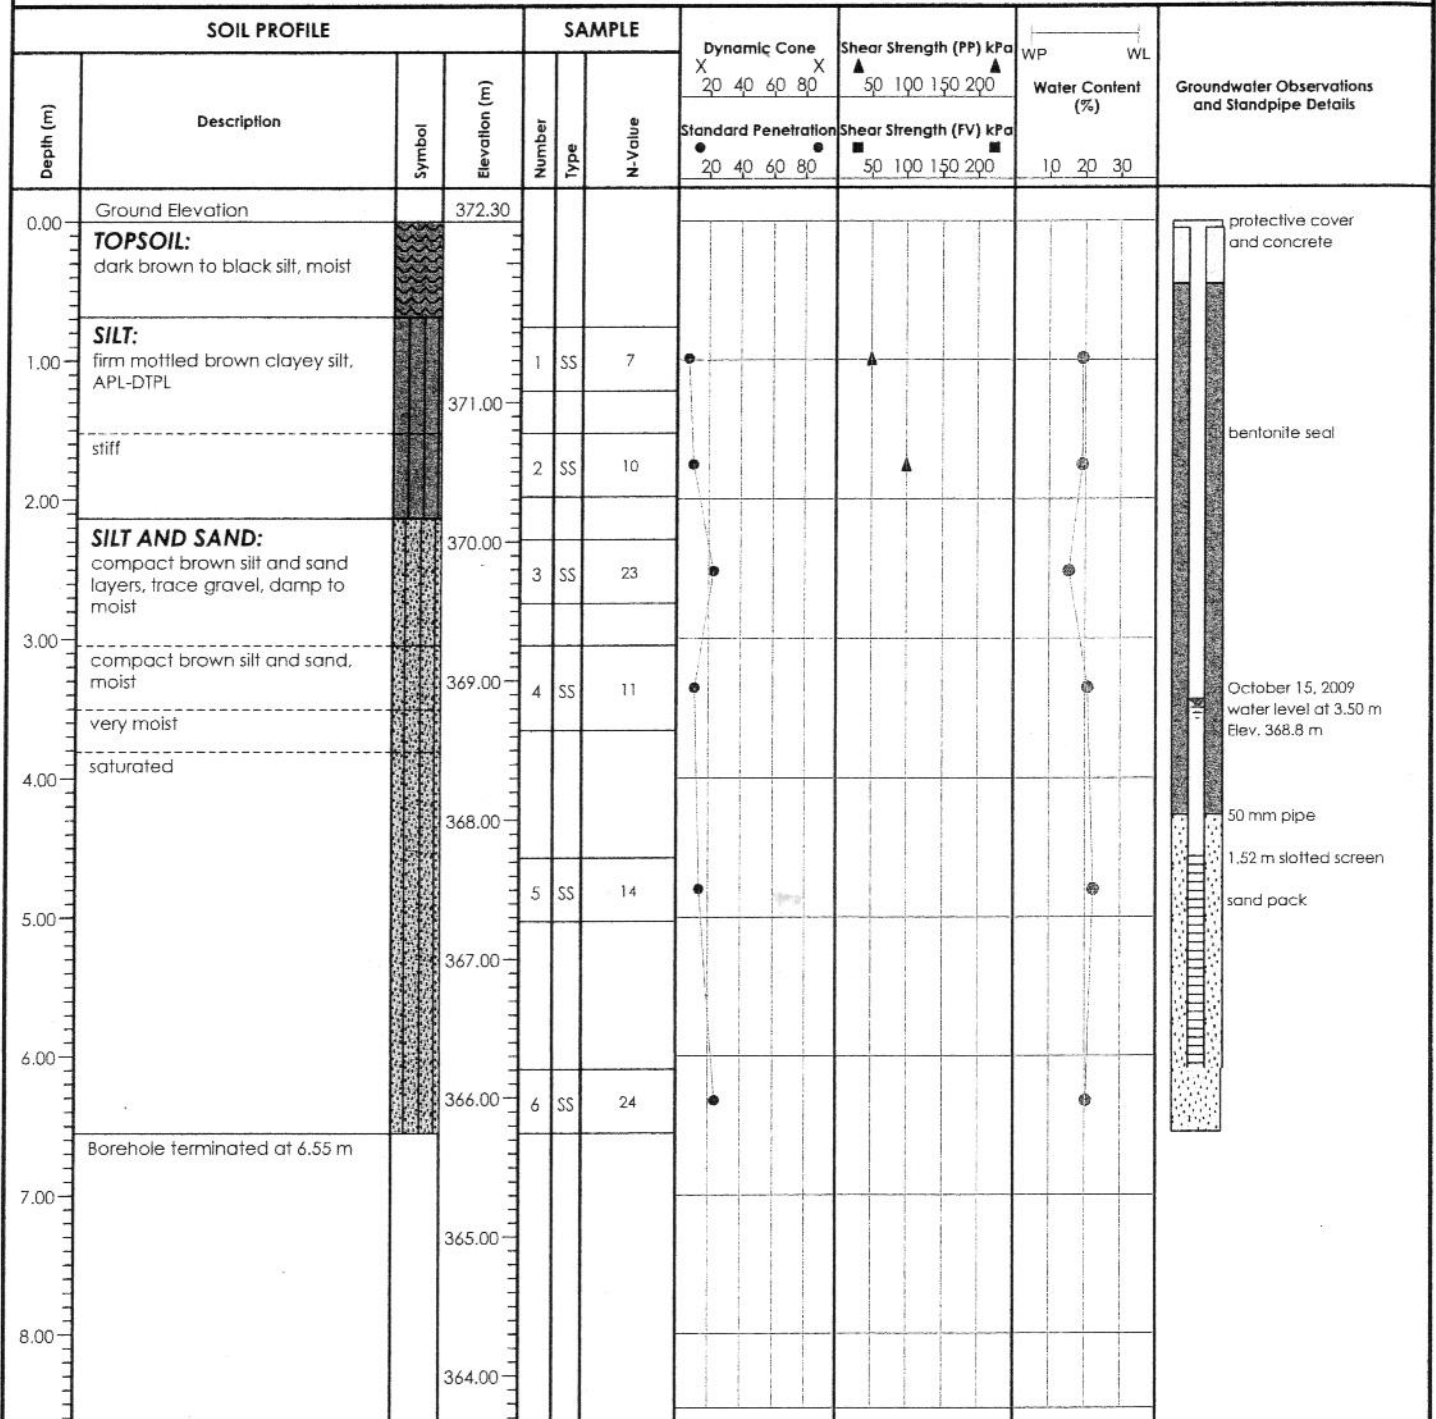 SOIL PROFILE
SAMPLE
Depth (m)
Description
Symbol
Elevation (m)
Number
Type
N-Value
Dynamic Cone
X X
20 40 60 80
Standard Penetration
20 40 60 80
Shear Strength (PP) kPa
50 100 150 200
Shear Strength (FV) kPa
50 100 150 200
WP WL
Water Content
(%)
10 20 30
Groundwater Observations
and Standpipe Details
Ground Elevation 372.30
0.00
TOPSOIL:
dark brown to black silt, moist
protective cover
and concrete
SILT:
firm mottled brown clayey silt,
APL-DTPL
1.00
1 SS 7
371.00
stiff
2 SS 10
bentonite seal
2.00
SILT AND SAND:
compact brown silt and sand
layers, trace gravel, damp to
moist
370.00
3 SS 23
3.00
compact brown silt and sand,
moist
369.00
4 SS 11
October 15, 2009
water level at 3.50 m
Elev. 368.8 m
very moist
saturated
4.00
368.00
50 mm pipe
1.52 m slotted screen
5 SS 14
sand pack
5.00
367.00
6.00
366.00
6 SS 24
Borehole terminated at 6.55 m
7.00
365.00
8.00
364.00